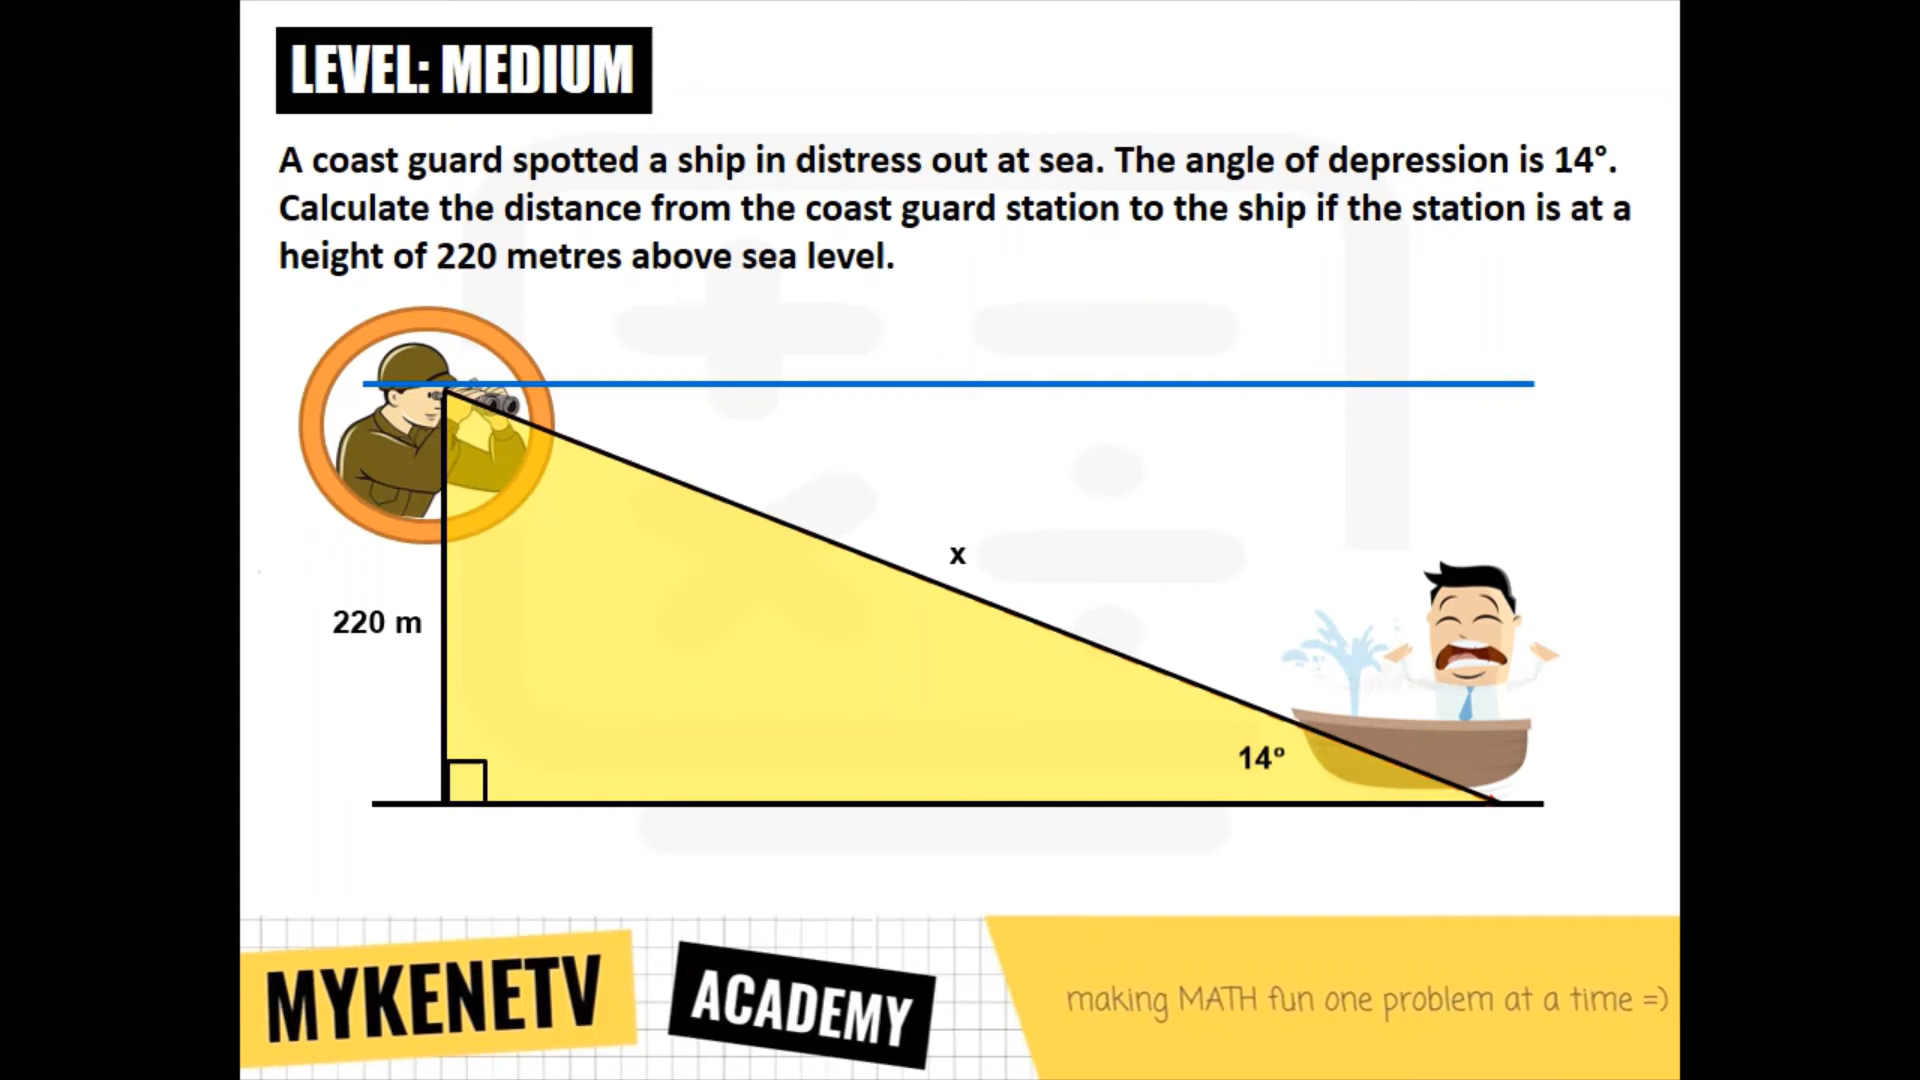 LEVEL: MEDIUM
A coast guard spotted a ship in distress out at sea. The angle of depression is 14°.
Calculate the distance from the coast guard station to the ship if the station is at a
height of 220 metres above sea level.
x
220 m
14º
MYKENETV
ACADEMY
making MATH fun one problem at a time =)